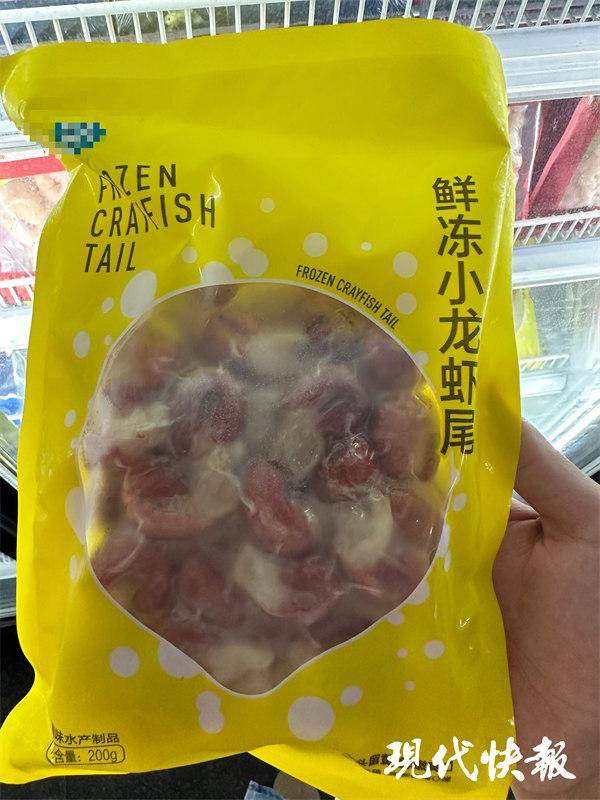 FROZEN
CRAYFISH
TAIL
FROZEN CRAYFISH TAIL
鲜冻小龙虾尾
味水产制品
含量：200g
现代快報